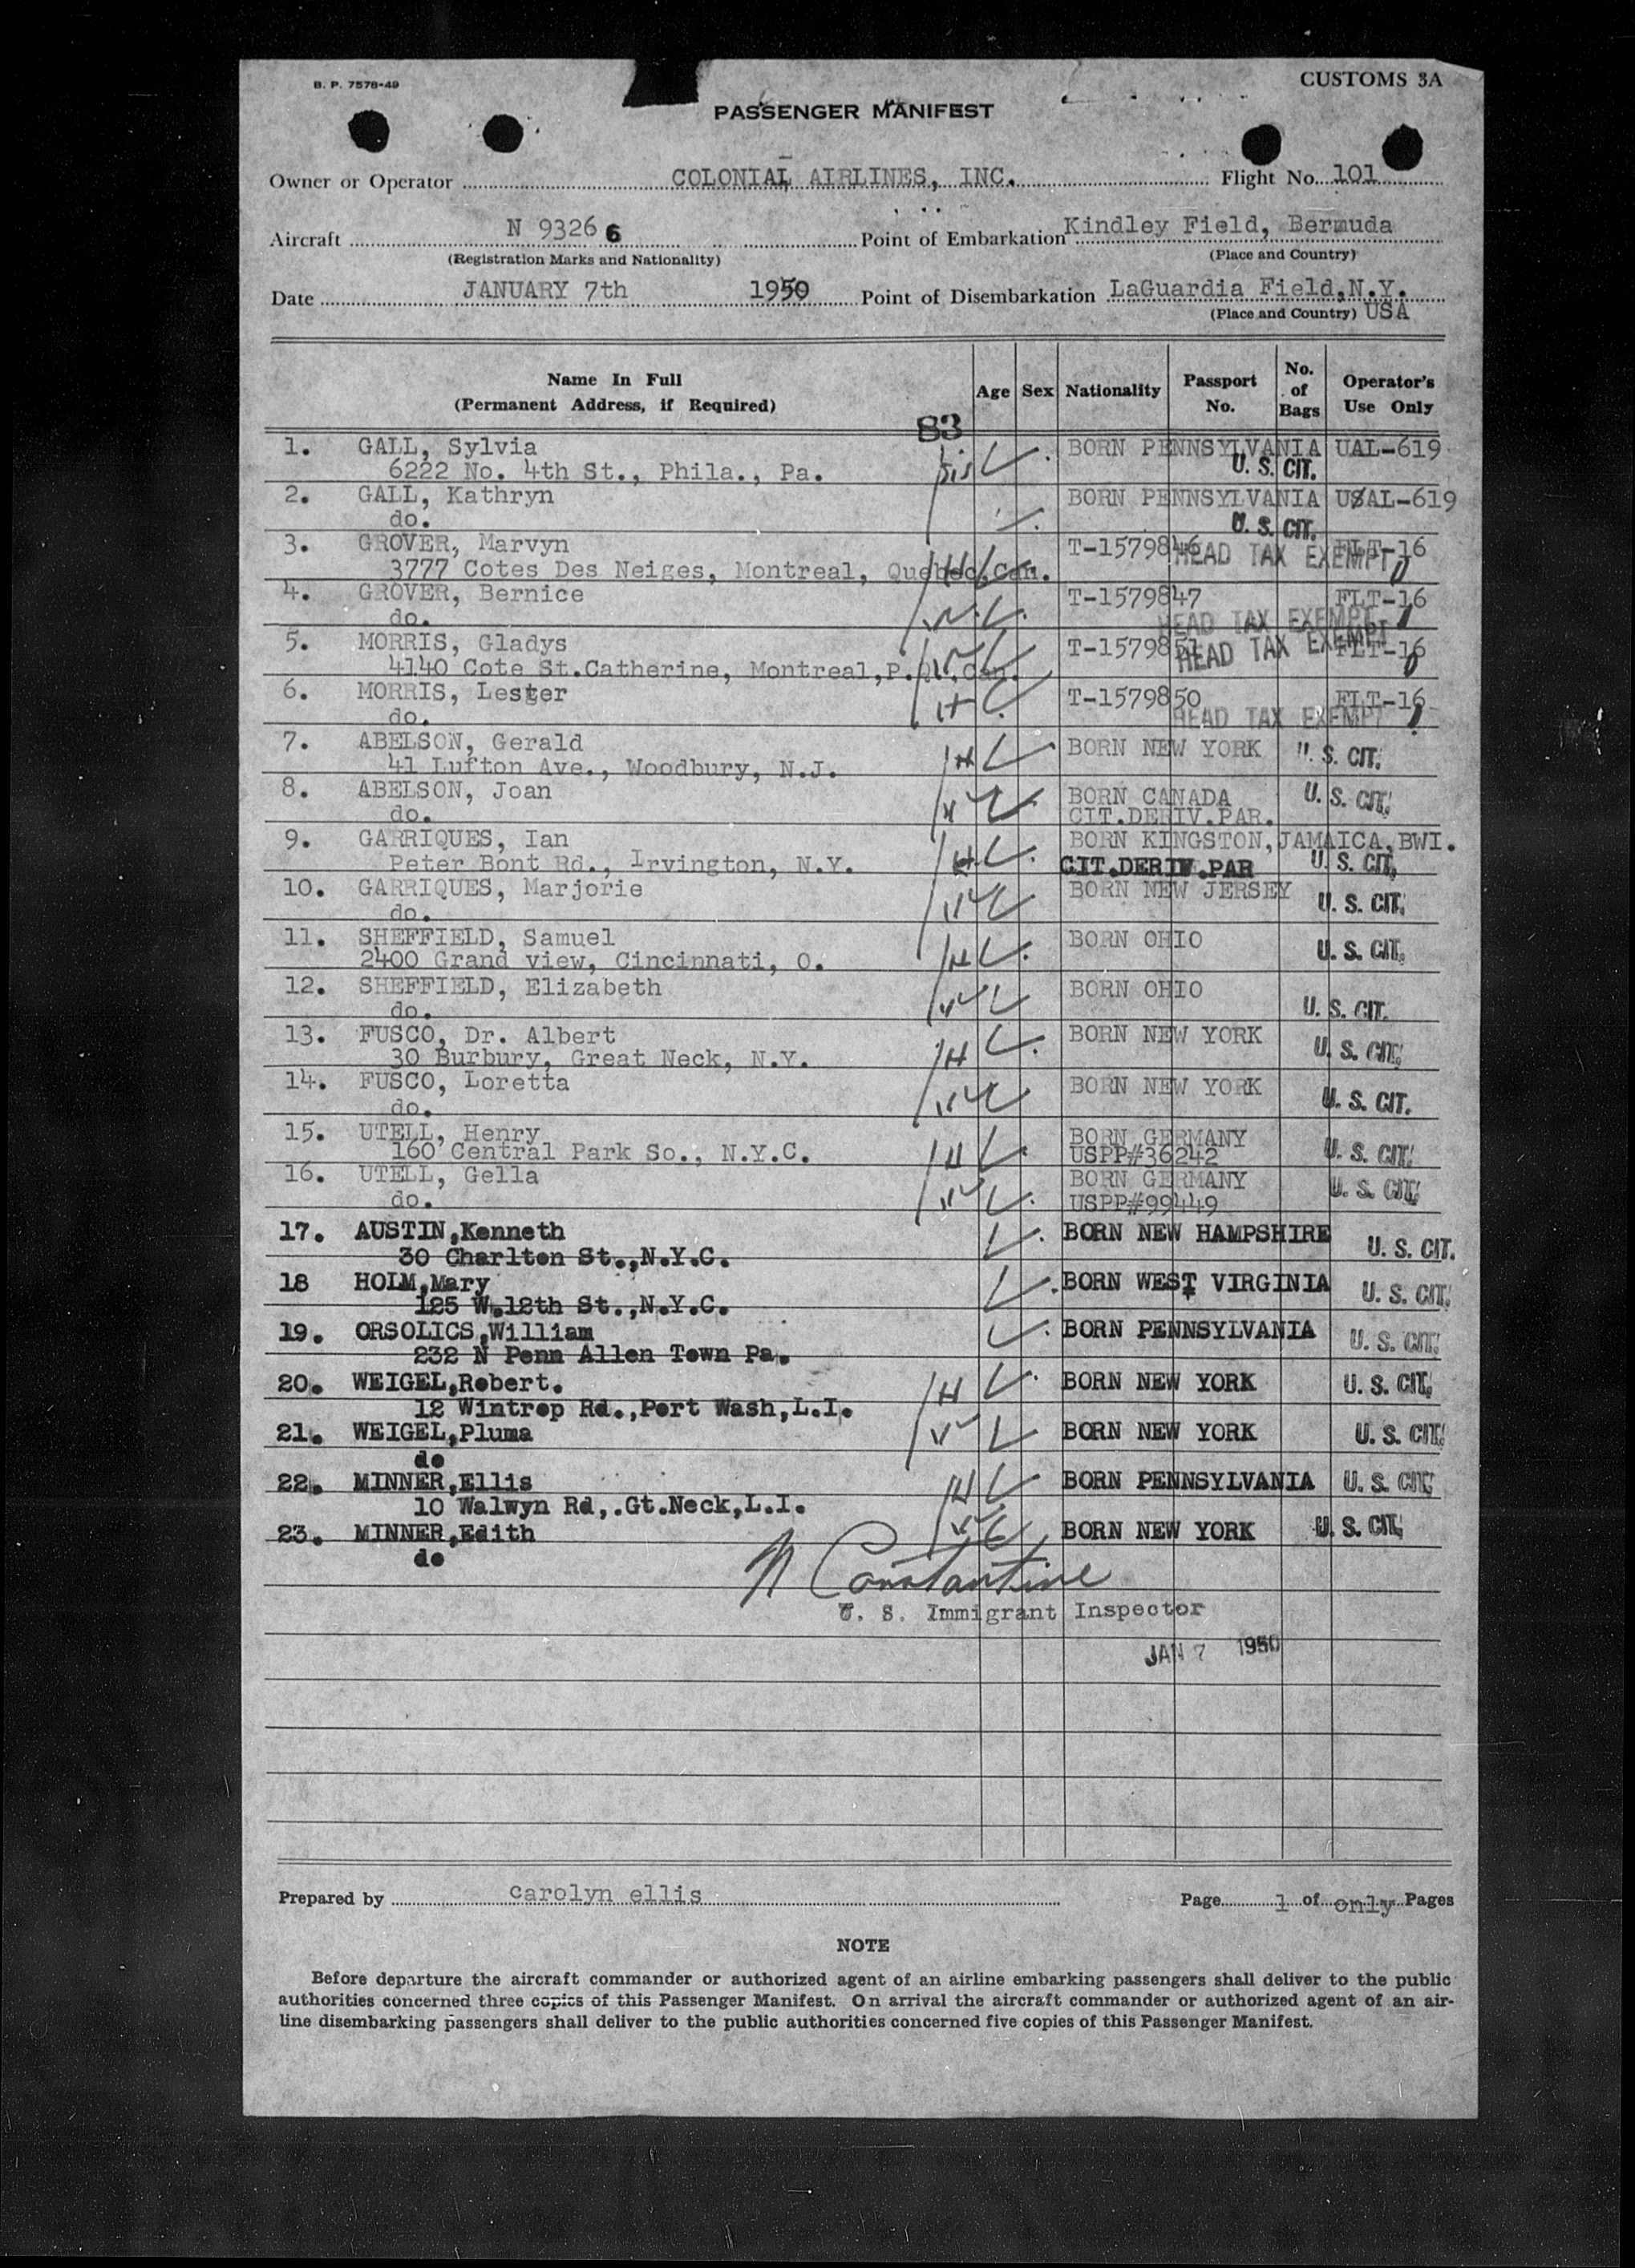 B. P. 7578-49
CUSTOMS 3A
PASSENGER MANIFEST
Owner or Operator COLONIAL AIRLINES, INC. Flight No. 101
Aircraft N 93266 Point of Embarkation Kindley Field, Bermuda
(Registration Marks and Nationality) (Place and Country)
Date JANUARY 7th 1950 Point of Disembarkation LaGuardia Field, N.Y.
(Place and Country) USA
Name In Full (Permanent Address, if Required) Age Sex Nationality Passport No. No. of Bags Operator's Use Only
83
1. GALL, Sylvia BORN PENNSYLVANIA UAL-619
6222 No. 4th St., Phila., Pa. sis U. S. CIT.
2. GALL, Kathryn BORN PENNSYLVANIA USAL-619
do. U. S. CIT.
3. GROVER, Marvyn T-1579846 FLT-16
3777 Cotes Des Neiges, Montreal, Quebec, Can. H HEAD TAX EXEMPT
4. GROVER, Bernice T-1579847 FLT-16
do. W HEAD TAX EXEMPT
5. MORRIS, Gladys T-1579851 FLT-16
4140 Cote St.Catherine, Montreal,P.Q.,Can. W HEAD TAX EXEMPT
6. MORRIS, Lester T-1579850 FLT-16
do. H HEAD TAX EXEMPT
7. ABELSON, Gerald BORN NEW YORK U. S. CIT.
41 Lufton Ave., Woodbury, N.J. H
8. ABELSON, Joan BORN CANADA U. S. CIT.
do. W CIT.DERIV.PAR.
9. GARRIQUES, Ian BORN KINGSTON,JAMAICA,BWI.
Peter Bont Rd., Irvington, N.Y. H CIT.DERIV.PAR U. S. CIT.
10. GARRIQUES, Marjorie BORN NEW JERSEY
do. W U. S. CIT.
11. SHEFFIELD, Samuel BORN OHIO
2400 Grand view, Cincinnati, O. H U. S. CIT.
12. SHEFFIELD, Elizabeth BORN OHIO
do. W U. S. CIT.
13. FUSCO, Dr. Albert BORN NEW YORK
30 Burbury, Great Neck, N.Y. H U. S. CIT.
14. FUSCO, Loretta BORN NEW YORK
do. W U. S. CIT.
15. UTELL, Henry BORN GERMANY
160 Central Park So., N.Y.C. H USPP#36242 U. S. CIT.
16. UTELL, Gella BORN GERMANY
do. W USPP#99449 U. S. CIT.
17. AUSTIN,Kenneth BORN NEW HAMPSHIRE
30 Charlton St.,N.Y.C. U. S. CIT.
18 HOLM,Mary BORN WEST VIRGINIA
125 W.12th St.,N.Y.C. U. S. CIT.
19. ORSOLICS,William BORN PENNSYLVANIA
232 N Penn Allen Town Pa. U. S. CIT.
20. WEIGEL,Robert. H BORN NEW YORK U. S. CIT.
12 Wintrop Rd.,Port Wash,L.I.
21. WEIGEL,Pluma W BORN NEW YORK U. S. CIT.
do
22. MINNER,Ellis H BORN PENNSYLVANIA U. S. CIT.
10 Walwyn Rd,.Gt.Neck,L.I.
23. MINNER,Edith W BORN NEW YORK U. S. CIT.
do
N Constantine
U. S. Immigrant Inspector
JAN 7 1950
Prepared by carolyn ellis Page 1 of only Pages
NOTE
Before departure the aircraft commander or authorized agent of an airline embarking passengers shall deliver to the public
authorities concerned three copies of this Passenger Manifest. On arrival the aircraft commander or authorized agent of an air-
line disembarking passengers shall deliver to the public authorities concerned five copies of this Passenger Manifest.